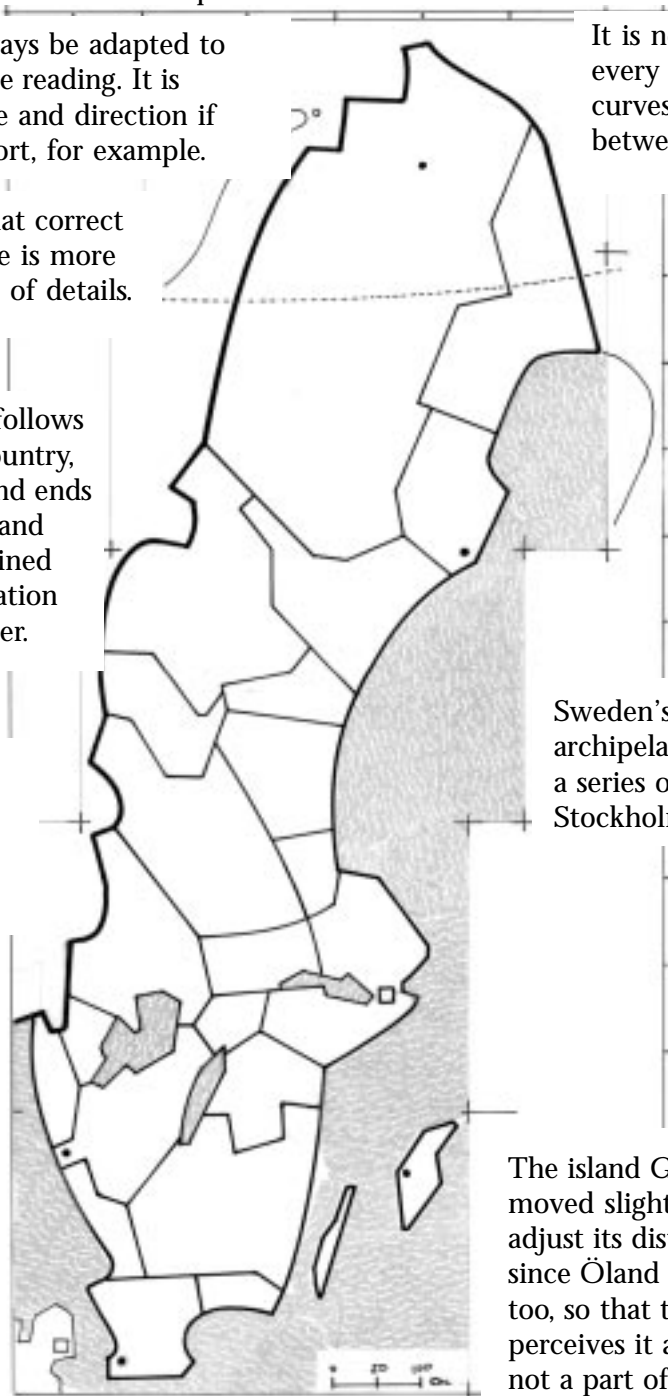 ays be adapted to
e reading. It is
e and direction if
ort, for example.
at correct
e is more
of details.
follows
ountry,
nd ends
and
ined
ation
er.
It is n
every
curves
betwe
Sweden's
archipela
a series o
Stockholm
The island G
moved slight
adjust its dis
since Öland
too, so that t
perceives it a
not a part of